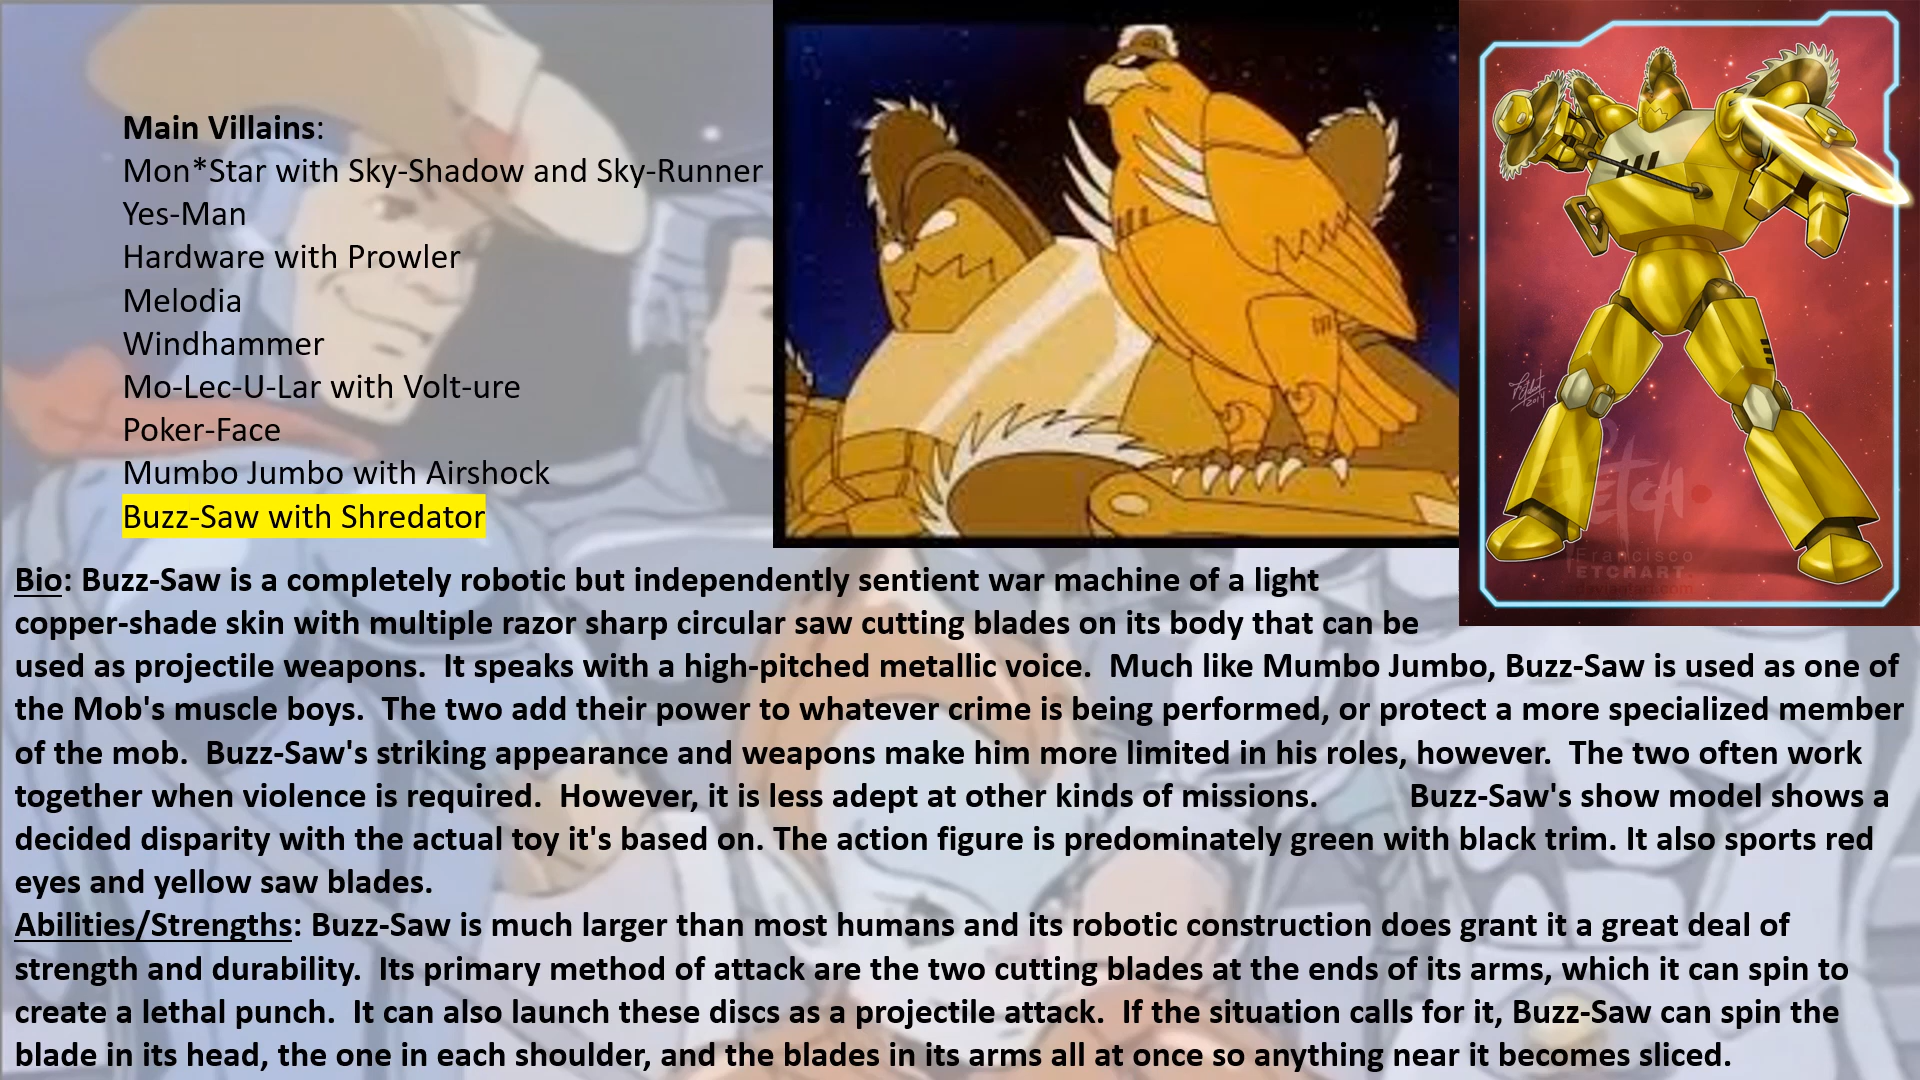 Main Villains:
Mon*Star with Sky-Shadow and Sky-Runner
Yes-Man
Hardware with Prowler
Melodia
Windhammer
Mo-Lec-U-Lar with Volt-ure
Poker-Face
Mumbo Jumbo with Airshock
Buzz-Saw with Shredator
2014
ETCH
Francisco
ETCHART
deviantart.com
Bio: Buzz-Saw is a completely robotic but independently sentient war machine of a light
copper-shade skin with multiple razor sharp circular saw cutting blades on its body that can be
used as projectile weapons.  It speaks with a high-pitched metallic voice.  Much like Mumbo Jumbo, Buzz-Saw is used as one of
the Mob's muscle boys.  The two add their power to whatever crime is being performed, or protect a more specialized member
of the mob.  Buzz-Saw's striking appearance and weapons make him more limited in his roles, however.  The two often work
together when violence is required.  However, it is less adept at other kinds of missions.          Buzz-Saw's show model shows a
decided disparity with the actual toy it's based on. The action figure is predominately green with black trim. It also sports red
eyes and yellow saw blades.
Abilities/Strengths: Buzz-Saw is much larger than most humans and its robotic construction does grant it a great deal of
strength and durability.  Its primary method of attack are the two cutting blades at the ends of its arms, which it can spin to
create a lethal punch.  It can also launch these discs as a projectile attack.  If the situation calls for it, Buzz-Saw can spin the
blade in its head, the one in each shoulder, and the blades in its arms all at once so anything near it becomes sliced.